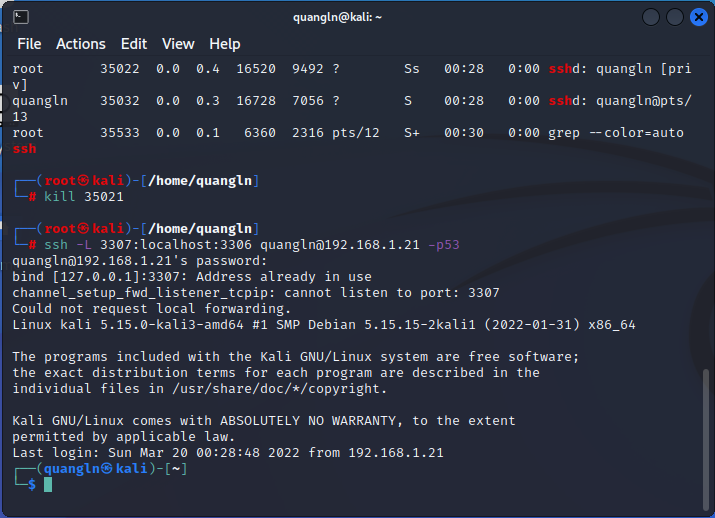 quangln@kali: ~
File Actions Edit View Help
root 35022 0.0 0.4 16520 9492 ? Ss 00:28 0:00 sshd: quangln [pri
v]
quangln 35032 0.0 0.3 16728 7056 ? S 00:28 0:00 sshd: quangln@pts/
13
root 35533 0.0 0.1 6360 2316 pts/12 S+ 00:30 0:00 grep --color=auto
ssh
┌──(root㉿kali)-[/home/quangln]
└─# kill 35021
┌──(root㉿kali)-[/home/quangln]
└─# ssh -L 3307:localhost:3306 quangln@192.168.1.21 -p53
quangln@192.168.1.21's password:
bind [127.0.0.1]:3307: Address already in use
channel_setup_fwd_listener_tcpip: cannot listen to port: 3307
Could not request local forwarding.
Linux kali 5.15.0-kali3-amd64 #1 SMP Debian 5.15.15-2kali1 (2022-01-31) x86_64
The programs included with the Kali GNU/Linux system are free software;
the exact distribution terms for each program are described in the
individual files in /usr/share/doc/*/copyright.
Kali GNU/Linux comes with ABSOLUTELY NO WARRANTY, to the extent
permitted by applicable law.
Last login: Sun Mar 20 00:28:48 2022 from 192.168.1.21
┌──(quangln㉿kali)-[~]
└─$